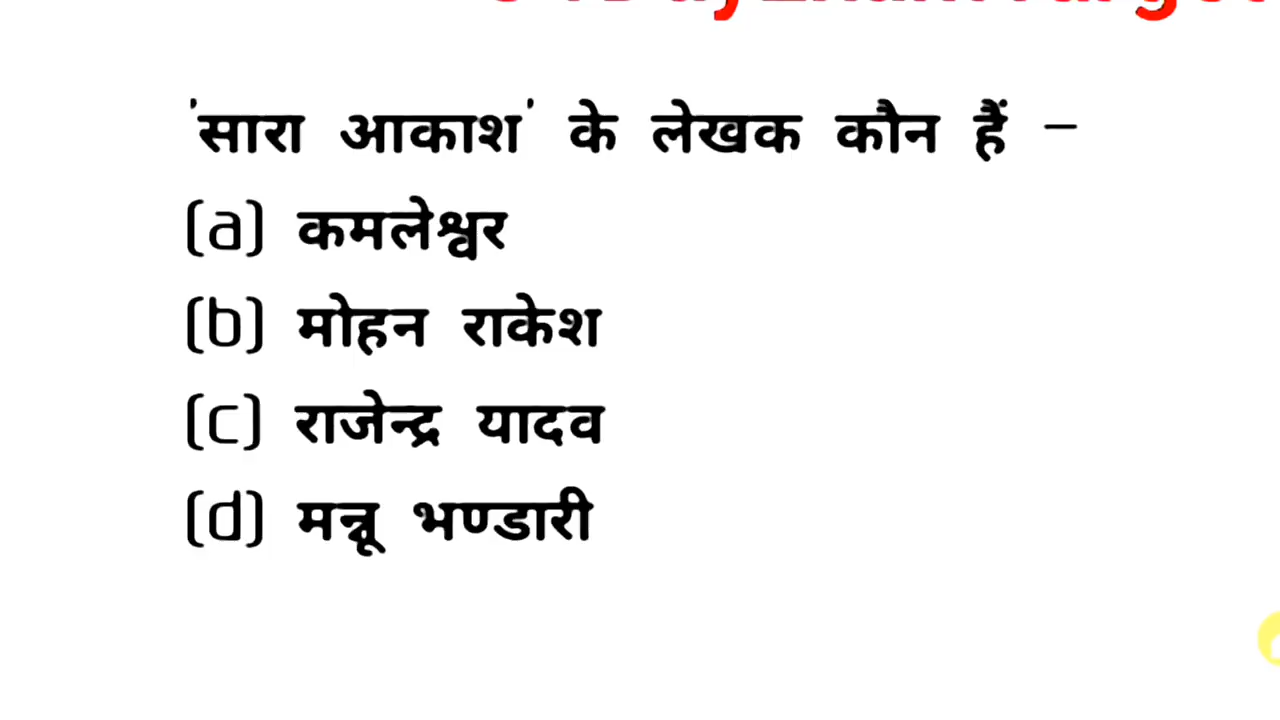 'सारा आकाश' के लेखक कौन हैं –
(a) कमलेश्वर
(b) मोहन राकेश
(c) राजेन्द्र यादव
(d) मन्नू भण्डारी